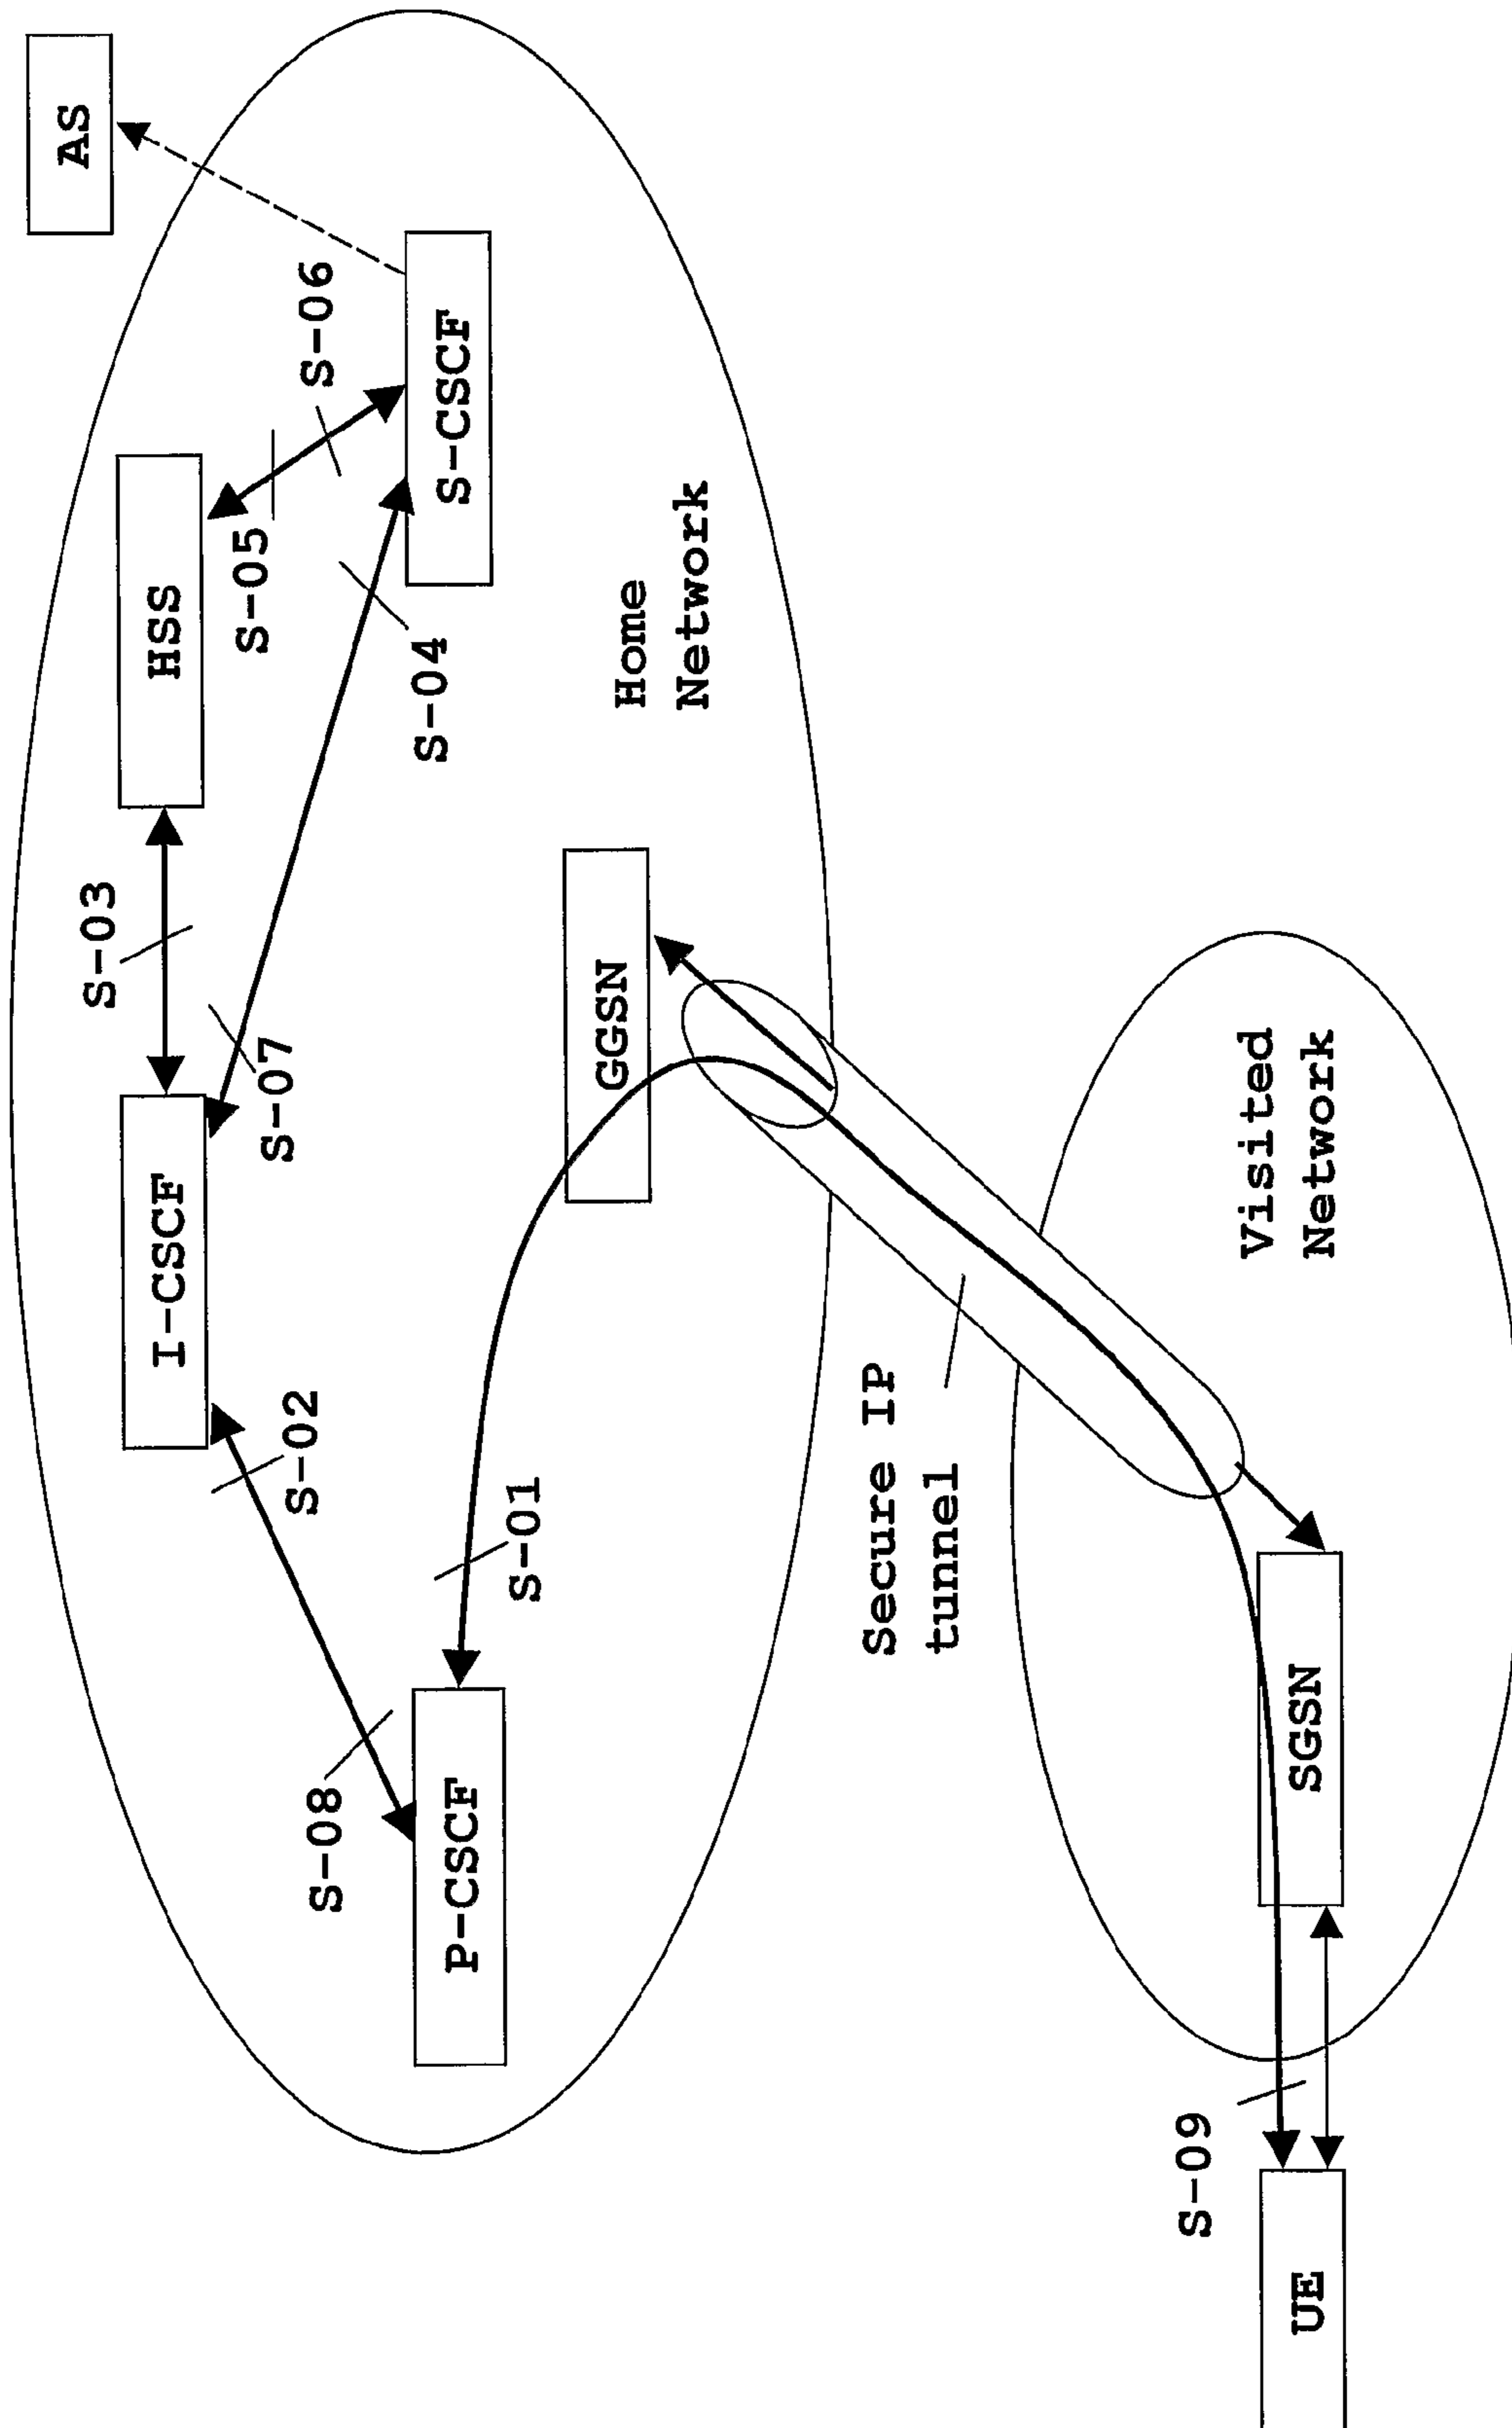 AS
HSS
I-CSCF
S-CSCF
P-CSCF
GGSN
SGSN
UE
S-01
S-02
S-03
S-04
S-05
S-06
S-07
S-08
S-09
Home
Network
Visited
Network
Secure IP
tunnel